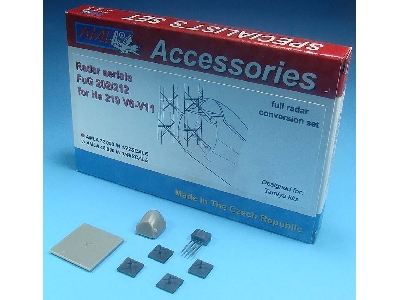 AML
Accessories
SPECIALIST'S SET
Radar aerials
FuG 202/212
for He 219 V6-V11
full radar
conversion set
Designed for:
Tamiya kits
Made in The Czech Republic